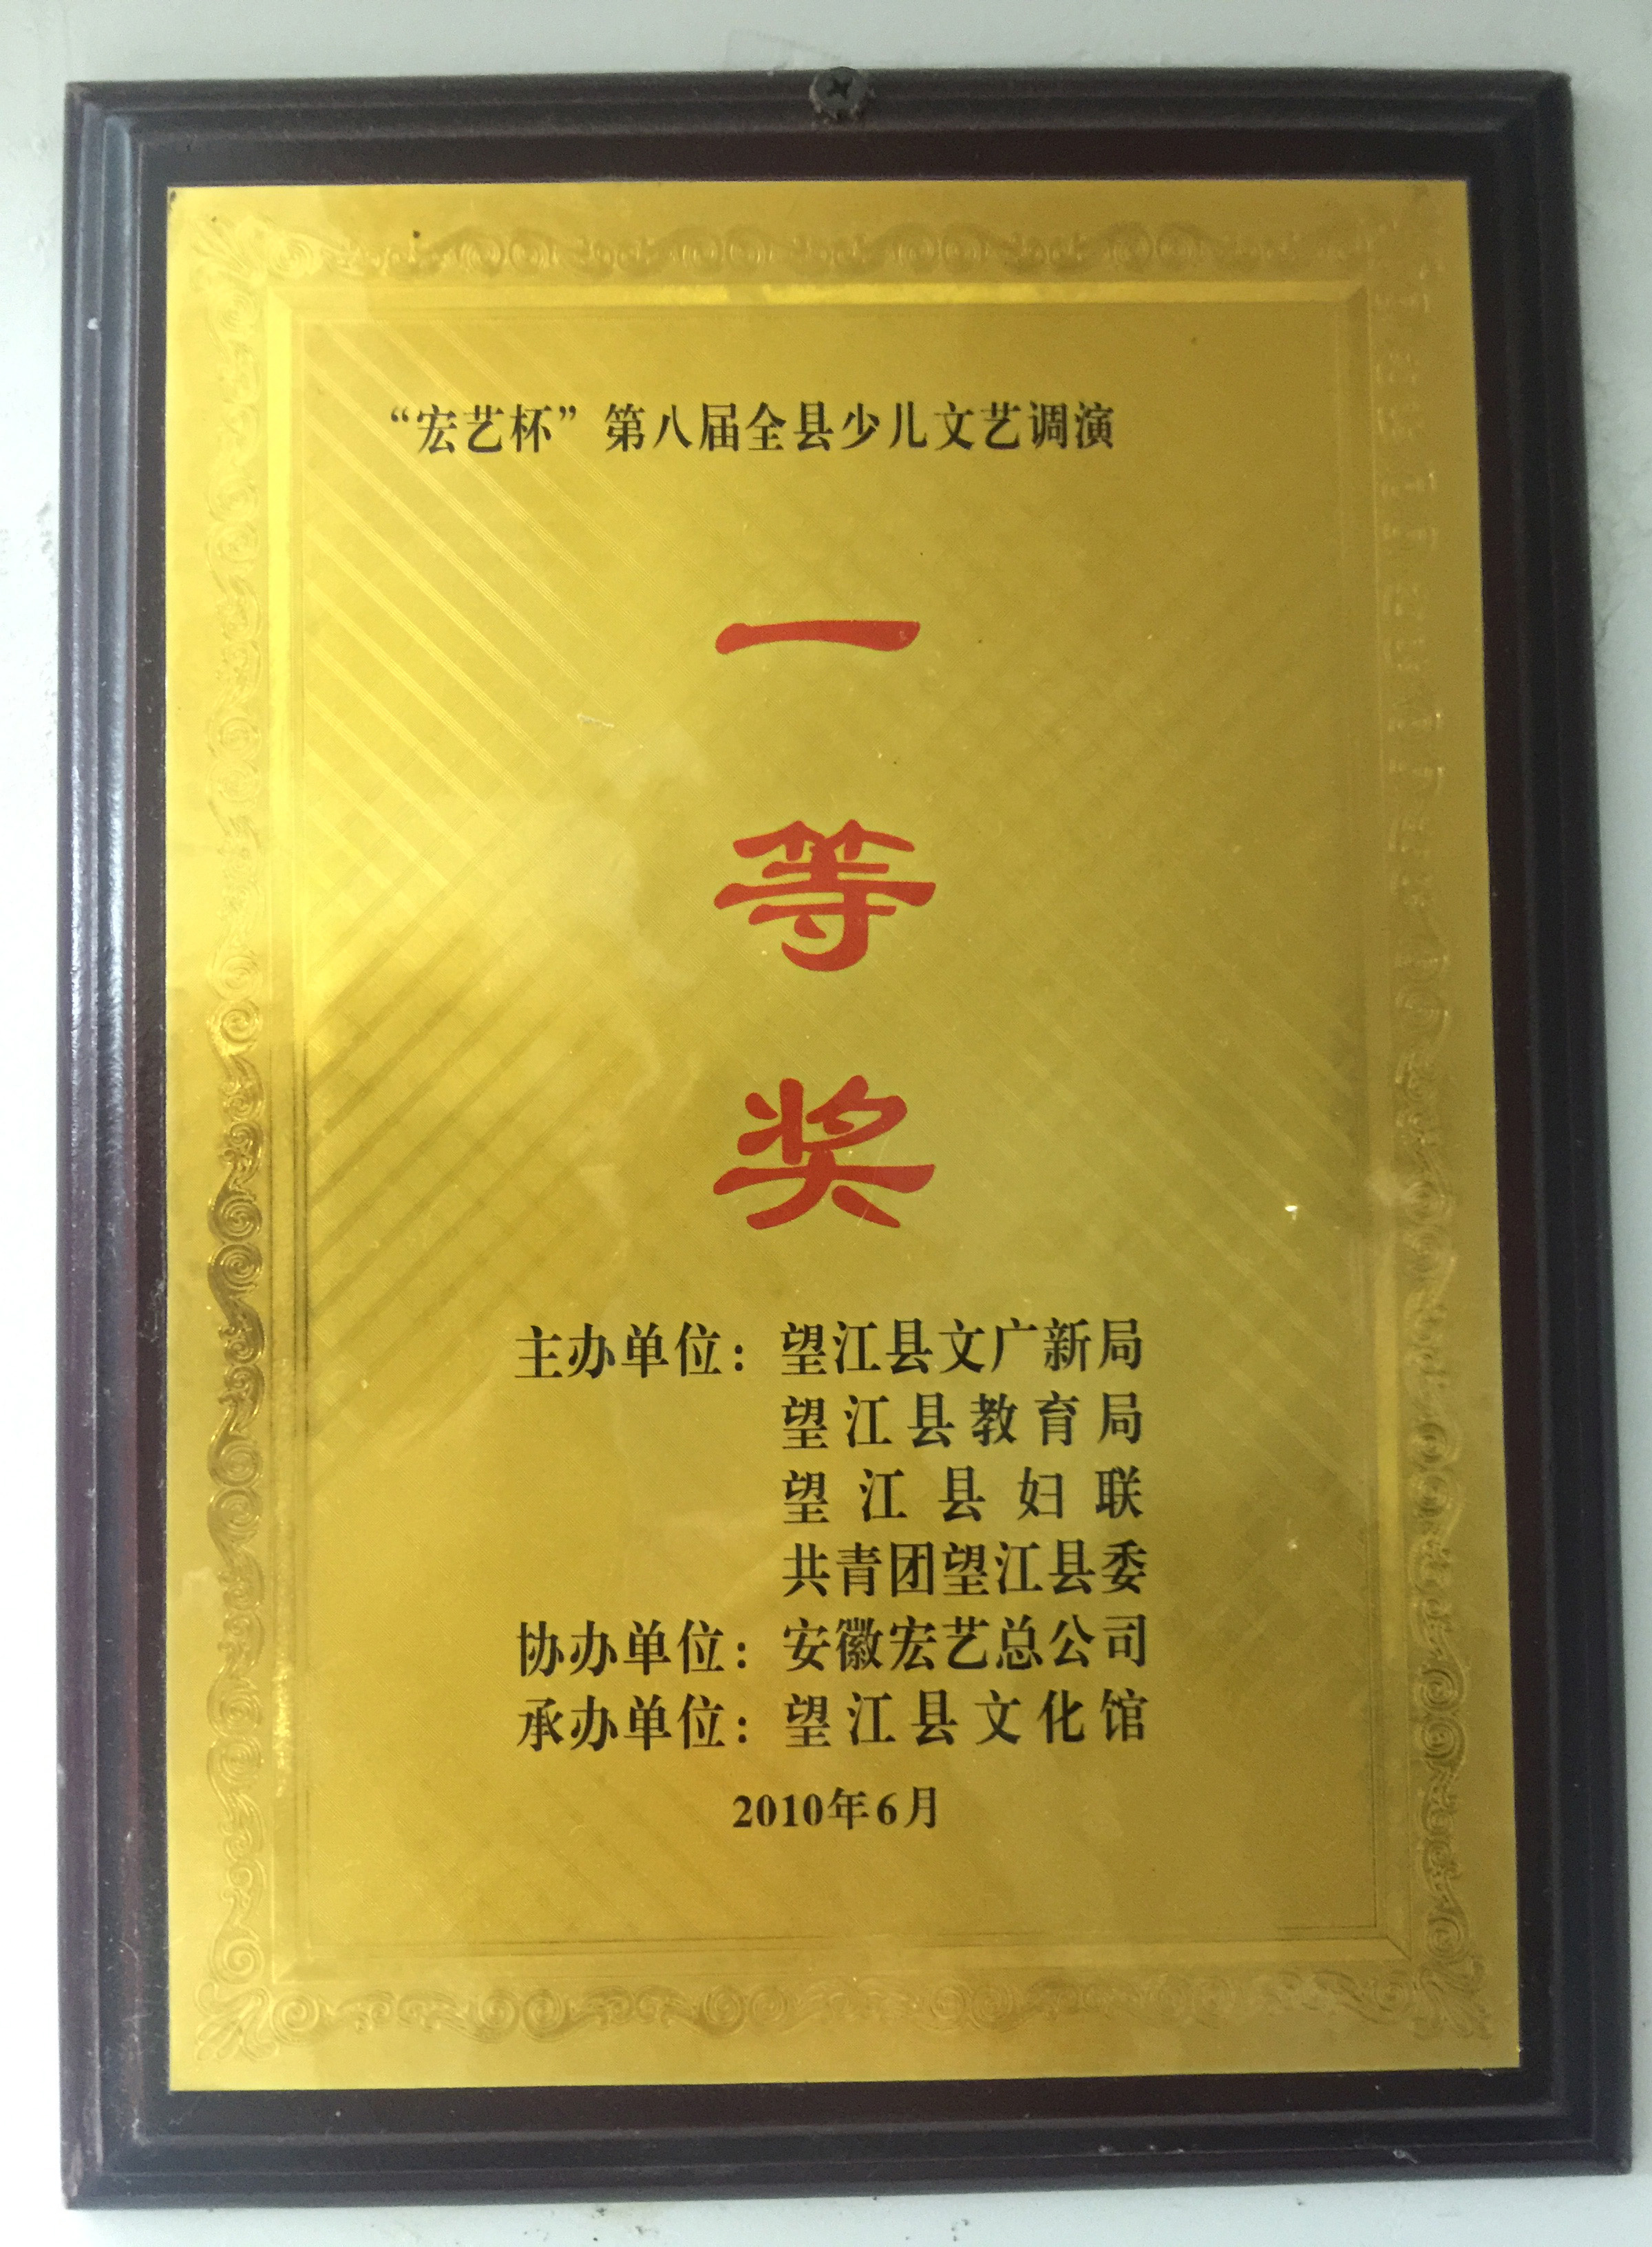 “宏艺杯”第八届全县少儿文艺调演
一
等
奖
主办单位：望江县文广新局
望江县教育局
望江县妇联
共青团望江县委
协办单位：安徽宏艺总公司
承办单位：望江县文化馆
2010年6月